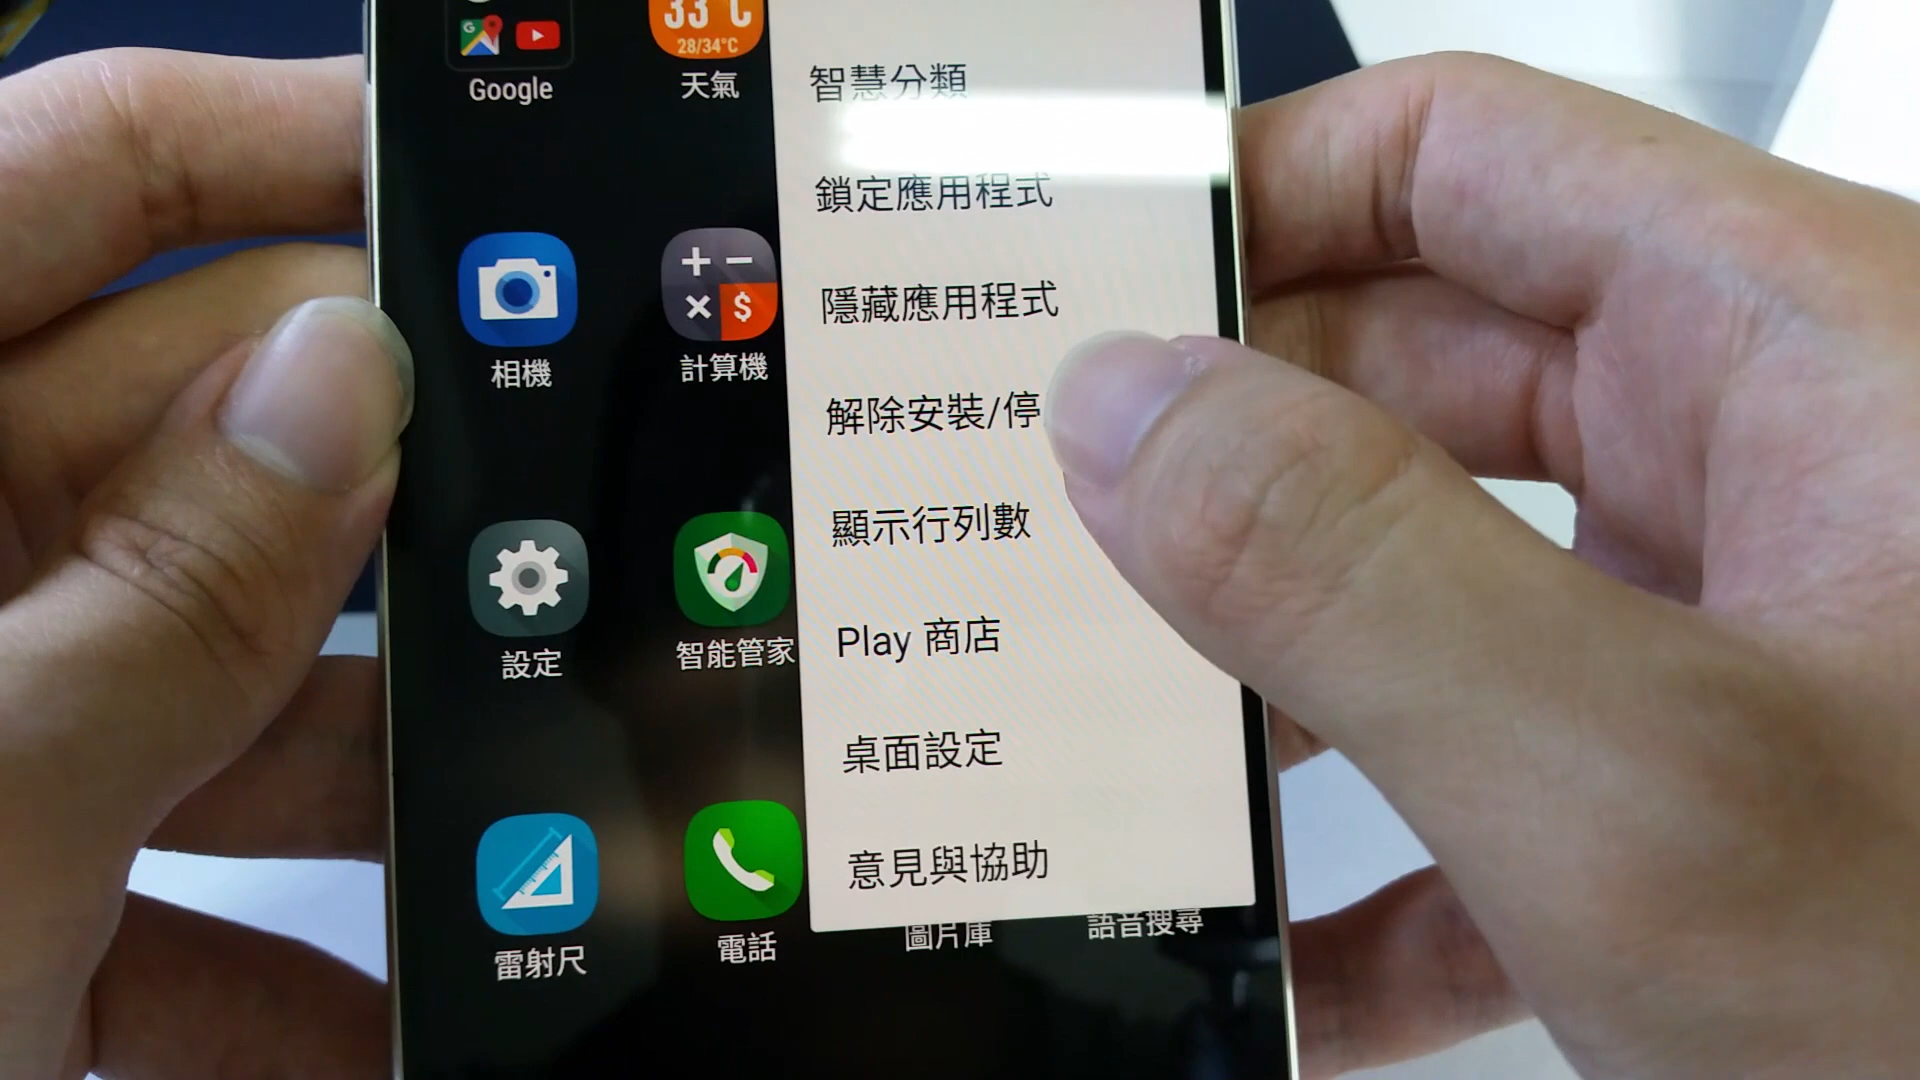 33°C
28/34°C
Google
天氣
智慧分類
鎖定應用程式
隱藏應用程式
相機
計算機
解除安裝/停
顯示行列數
設定
智能管家
Play 商店
桌面設定
意見與協助
雷射尺
電話
圖片庫
語音搜尋